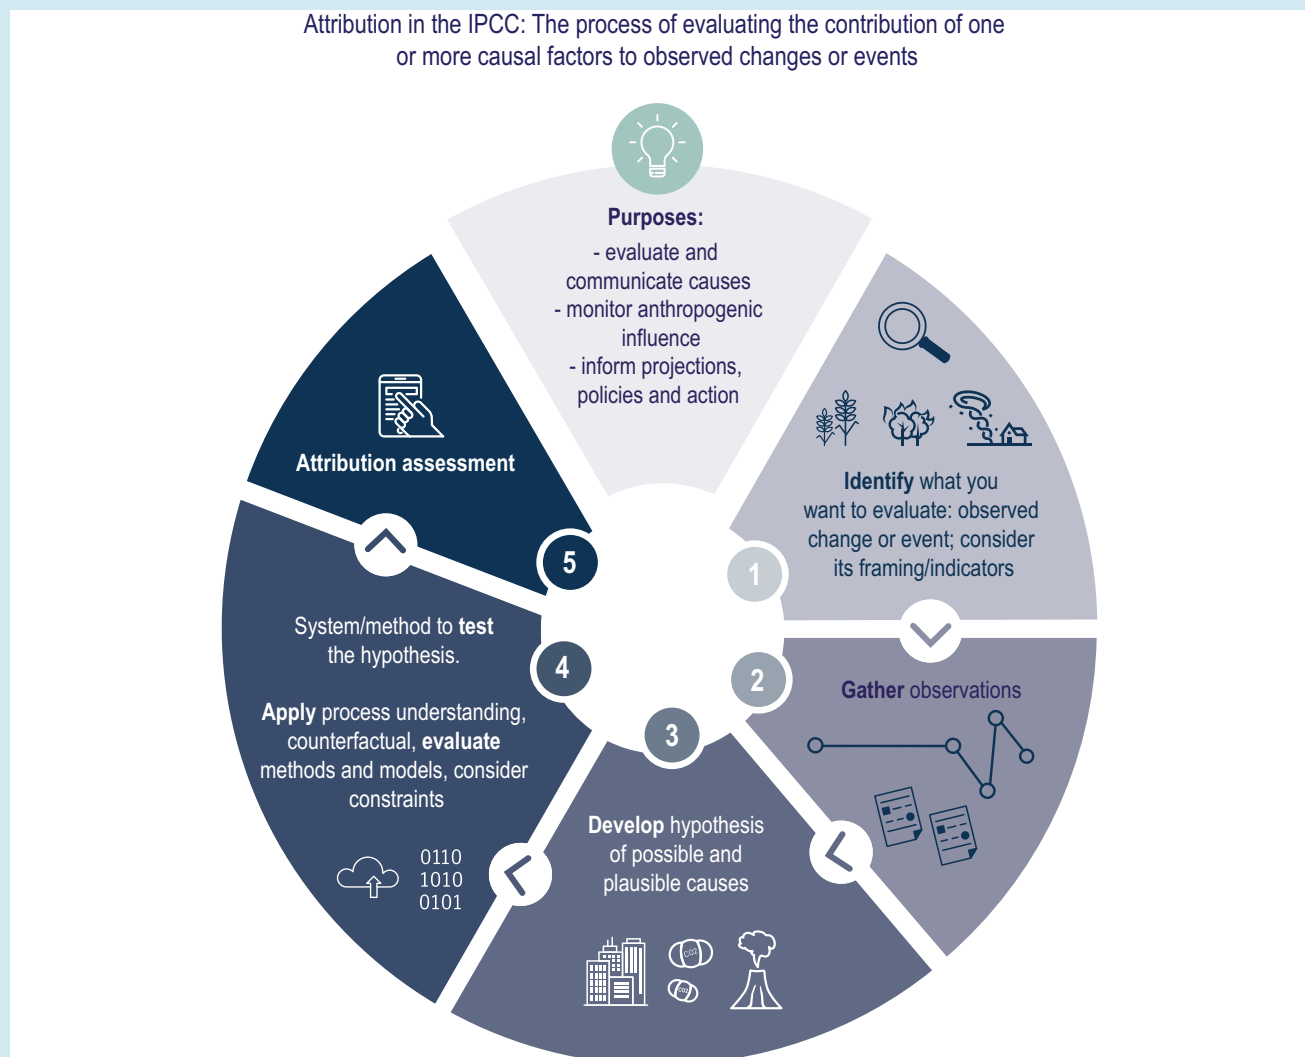 Attribution in the IPCC: The process of evaluating the contribution of one
or more causal factors to observed changes or events
Purposes:
- evaluate and
communicate causes
- monitor anthropogenic
influence
- inform projections,
policies and action
Identify what you
want to evaluate: observed
change or event; consider
its framing/indicators
1
2
Gather observations
3
Develop hypothesis
of possible and
plausible causes
CO2
CO2
4
System/method to test
the hypothesis.
Apply process understanding,
counterfactual, evaluate
methods and models, consider
constraints
0110
1010
0101
5
Attribution assessment